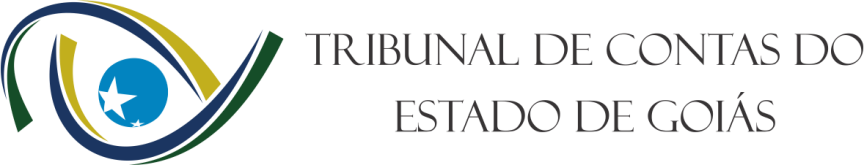 TRIBUNAL DE CONTAS DO
ESTADO DE GOIÁS